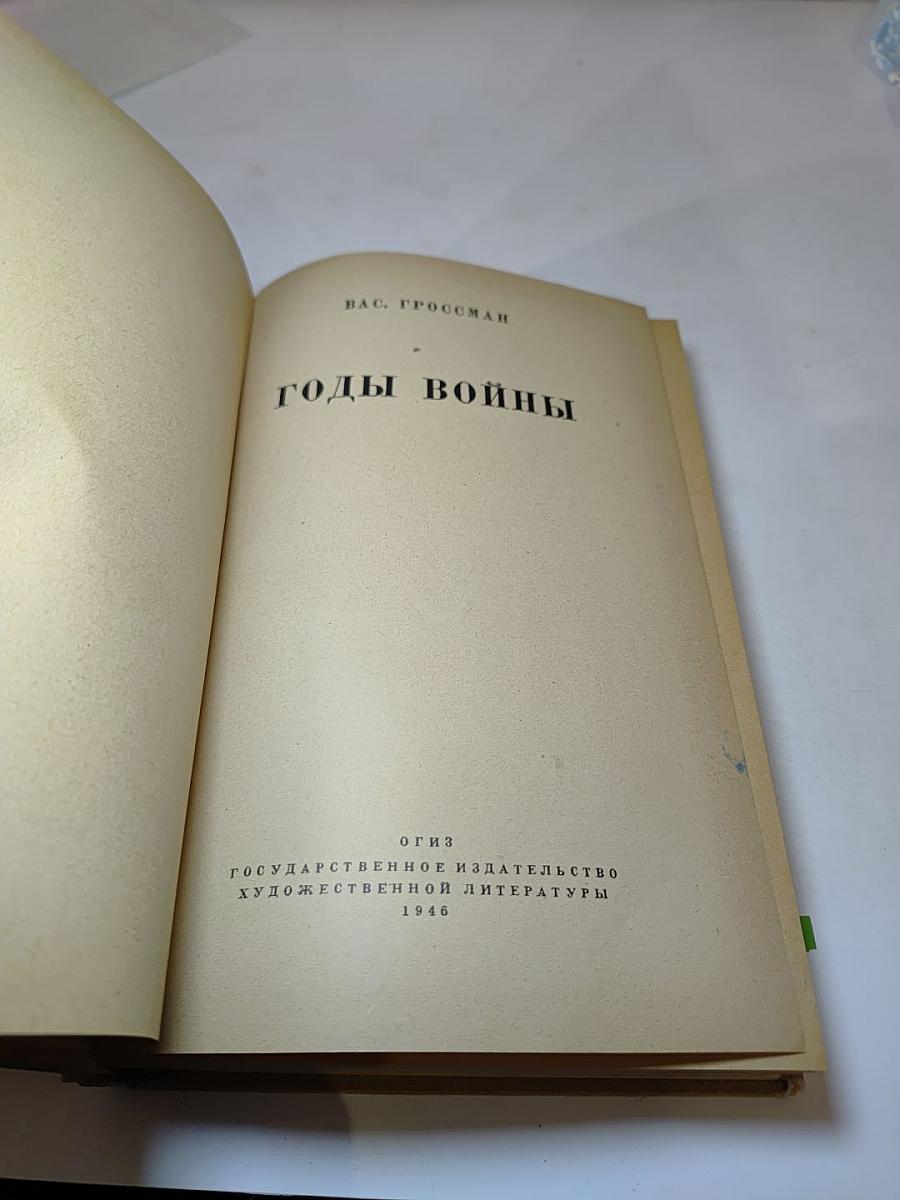 ВАС. ГРОССМАН
ГОДЫ ВОЙНЫ
ОГИЗ
ГОСУДАРСТВЕННОЕ ИЗДАТЕЛЬСТВО
ХУДОЖЕСТВЕННОЙ ЛИТЕРАТУРЫ
1946